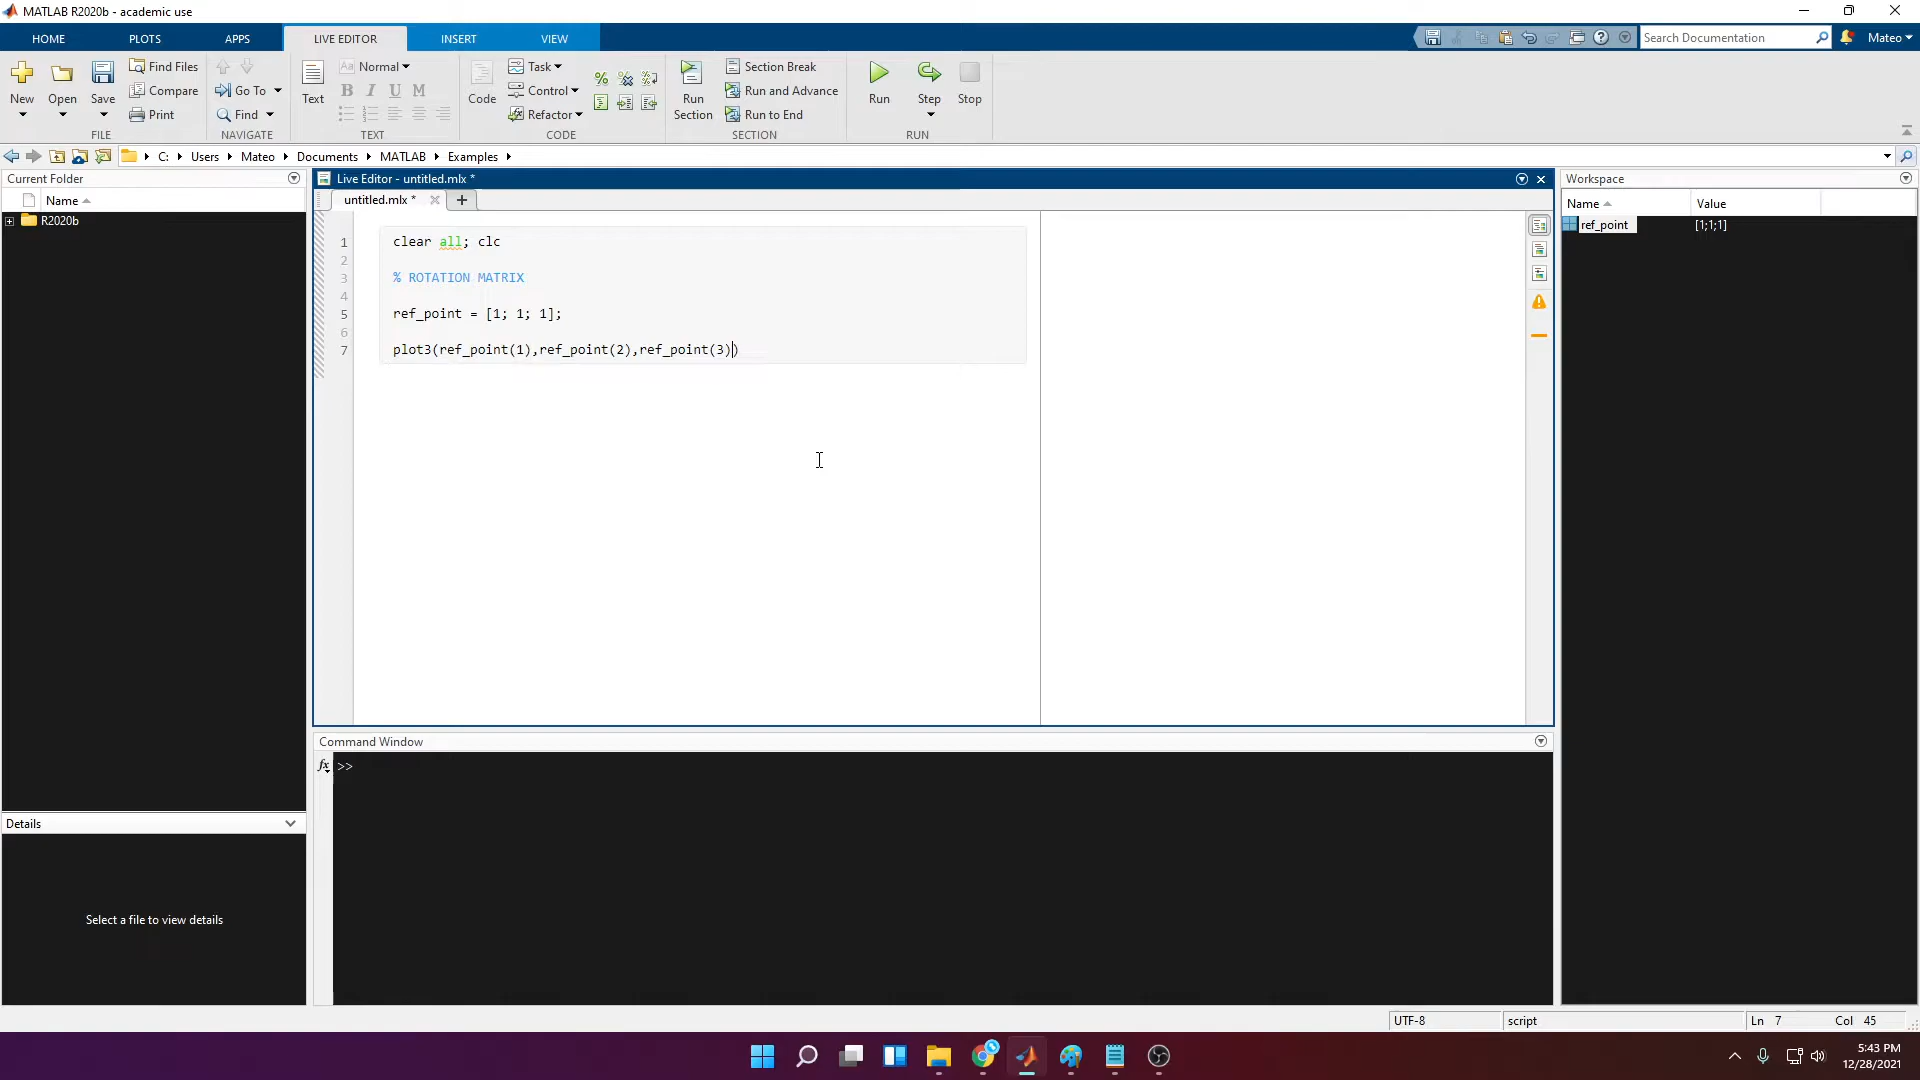 MATLAB R2020b - academic use
HOME PLOTS APPS LIVE EDITOR INSERT VIEW Search Documentation Mateo
New Open Save Find Files Compare Print Go To Find
Text Normal B I U M
Code Task Control Refactor
Run Section Section Break Run and Advance Run to End
Run Step Stop
FILE NAVIGATE TEXT CODE SECTION RUN
C: Users Mateo Documents MATLAB Examples
Current Folder
Name
R2020b
Live Editor - untitled.mlx *
untitled.mlx *
1 clear all; clc
2
3 % ROTATION MATRIX
4
5 ref_point = [1; 1; 1];
6
7 plot3(ref_point(1),ref_point(2),ref_point(3))
Workspace
Name Value
ref_point [1;1;1]
Command Window
fx >>
Details
Select a file to view details
UTF-8 script Ln 7 Col 45
5:43 PM
12/28/2021